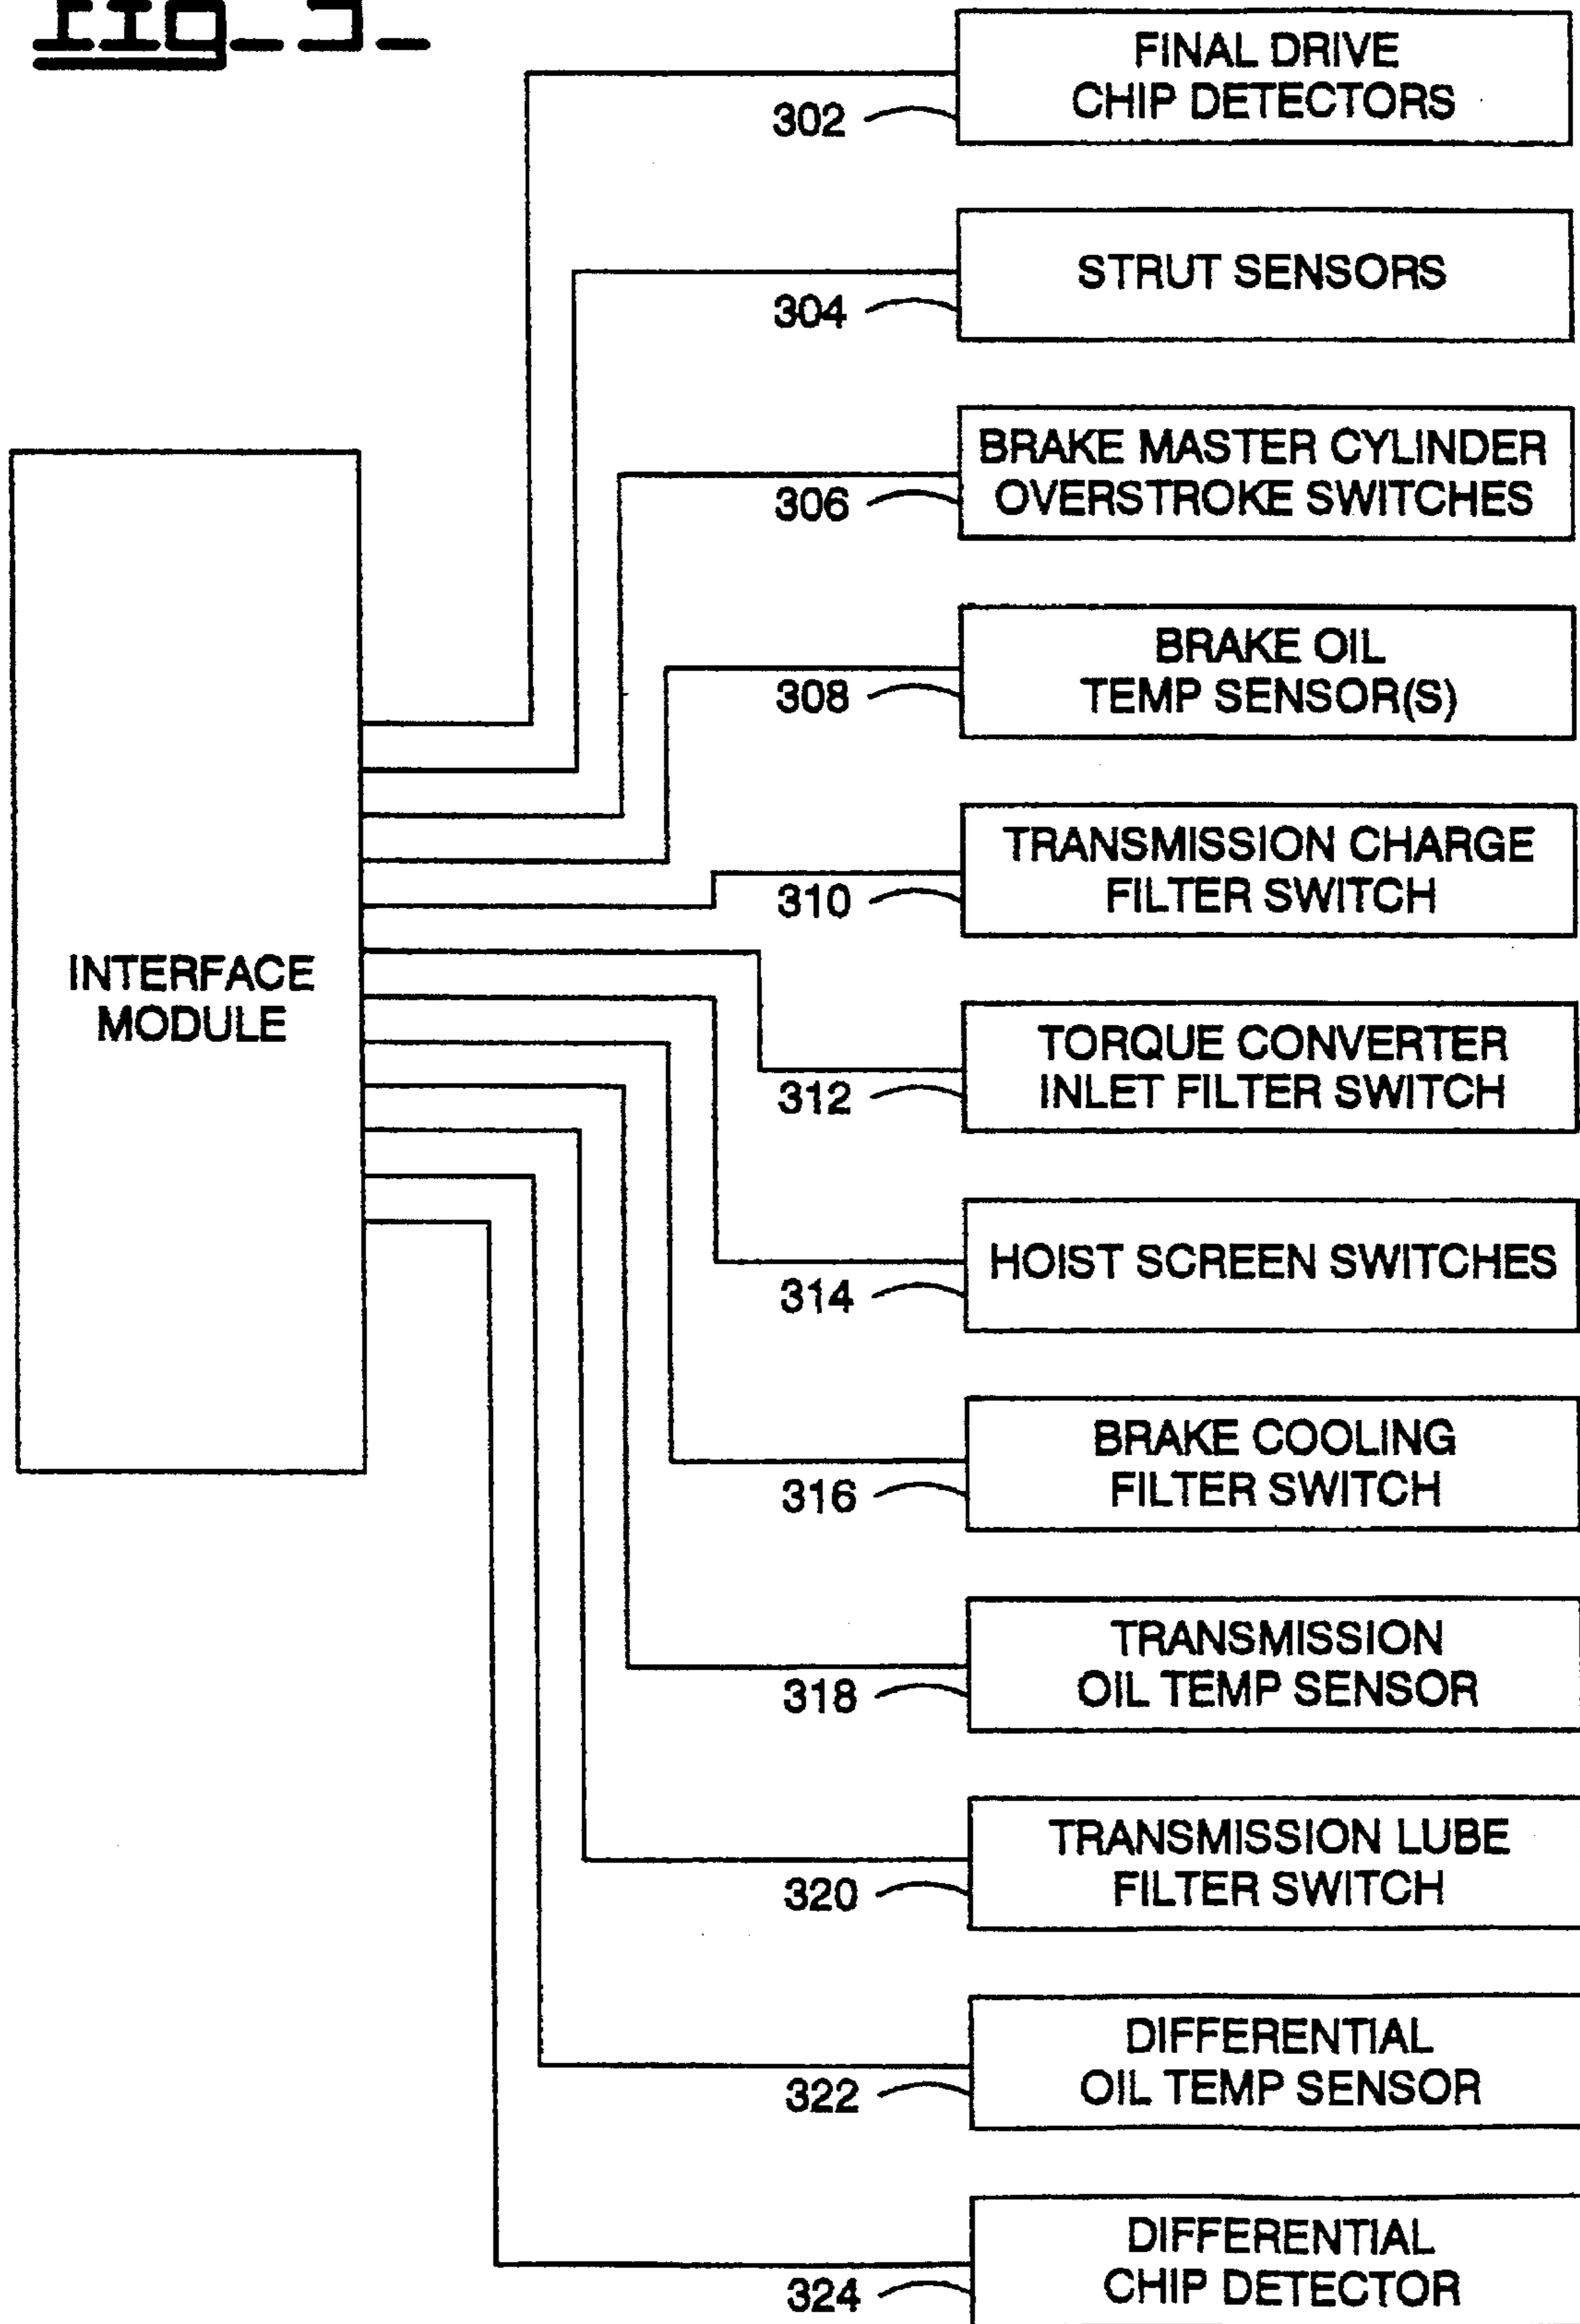 Fig_3_
FINAL DRIVE
CHIP DETECTORS
302
STRUT SENSORS
304
BRAKE MASTER CYLINDER
OVERSTROKE SWITCHES
306
BRAKE OIL
TEMP SENSOR(S)
308
TRANSMISSION CHARGE
FILTER SWITCH
310
INTERFACE
MODULE
TORQUE CONVERTER
INLET FILTER SWITCH
312
HOIST SCREEN SWITCHES
314
BRAKE COOLING
FILTER SWITCH
316
TRANSMISSION
OIL TEMP SENSOR
318
TRANSMISSION LUBE
FILTER SWITCH
320
DIFFERENTIAL
OIL TEMP SENSOR
322
DIFFERENTIAL
CHIP DETECTOR
324